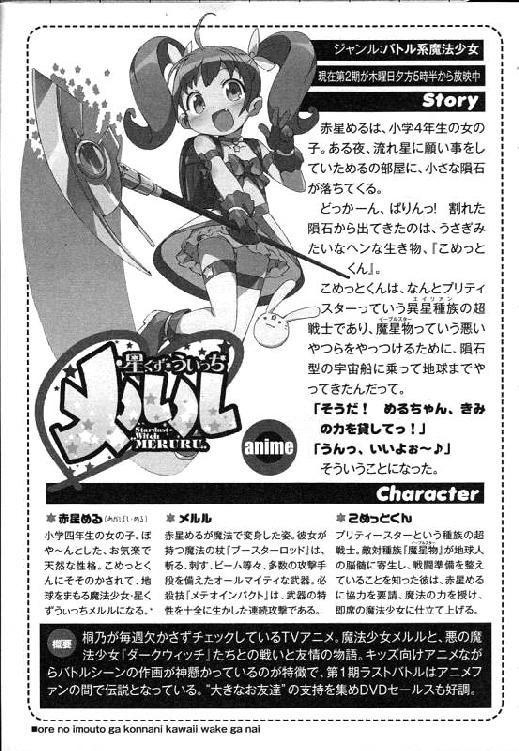 ジャンル:バトル系魔法少女
現在第2期が木曜日夕方5時半から放映中
Story
赤星めるは、小学4年生の女の
子。ある夜、流れ星に願い事をし
ていためるの部屋に、小さな隕石
が落ちてくる。
どっかーん、ぱりんっ! 割れた
隕石から出てきたのは、うさぎみ
たいなヘンな生き物、『こめっと
くん』。
こめっとくんは、なんとプリティ
スターっていう異星種族の超
エイリアン
戦士であり、魔星物っていう悪い
イーブルスター
やつらをやっつけるために、隕石
型の宇宙船に乗って地球までや
ってきたんだって。
「そうだ! めるちゃん、きみ
の力を貸してっ!」
「うんっ、いいよぉ〜♪」
そういうことになった。
星くず☆うぃっち
メルル
Stardust
Witch
MERURU
anime
Character
赤星める(あかほし・める)
小学四年生の女の子。ぽ
や〜んとした、お気楽で
天然な性格。こめっとく
んにそそのかされて、地
球をまもる魔法少女・星く
ずうぃっちメルルになる。
メルル
赤星めるが魔法で変身した姿。彼女が
持つ魔法の杖「ブースターロッド」は、
斬る、刺す、ビーム等々、多数の攻撃手
段を備えたオールマイティな武器。必
殺技「メテオインパクト」は、武器の特
性を十全に生かした連続攻撃である。
こめっとくん
プリティースターという種族の超
戦士。敵対種族「魔星物」が地球人
イーブルスター
の脳髄に寄生し、戦闘準備を整え
ていることを知った彼は、赤星める
に協力を要請、魔法の力を授け、
即席の魔法少女に仕立て上げる。
概要
桐乃が毎週欠かさずチェックしているTVアニメ。魔法少女メルルと、悪の魔
法少女「ダークウィッチ」たちとの戦いと友情の物語。キッズ向けアニメなが
らバトルシーンの作画が神懸かっているのが特徴で、第1期ラストバトルはアニメフ
ァンの間で伝説となっている。"大きなお友達"の支持を集めDVDセールスも好調。
■ore no imouto ga konnani kawaii wake ga nai